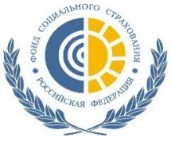 ФОНД СОЦИАЛЬНОГО СТРАХОВАНИЯ
РОССИЙСКАЯ ФЕДЕРАЦИЯ